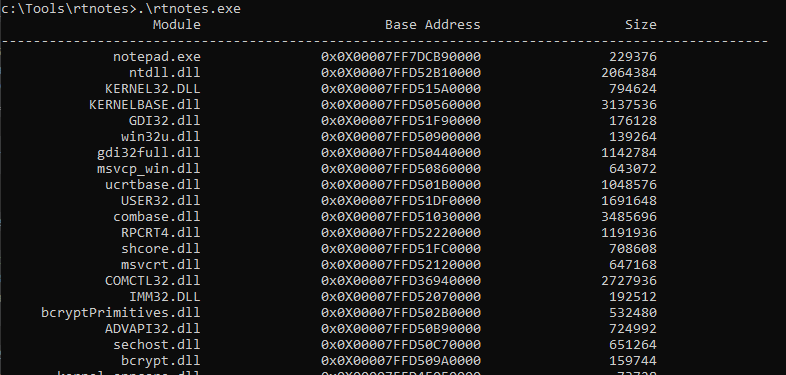 c:\Tools\rtnotes>.\rtnotes.exe
Module Base Address Size
--------------------------------------------------------------------------------
notepad.exe 0x0X00007FF7DCB90000 229376
ntdll.dll 0x0X00007FFD52B10000 2064384
KERNEL32.DLL 0x0X00007FFD515A0000 794624
KERNELBASE.dll 0x0X00007FFD50560000 3137536
GDI32.dll 0x0X00007FFD51F90000 176128
win32u.dll 0x0X00007FFD50900000 139264
gdi32full.dll 0x0X00007FFD50440000 1142784
msvcp_win.dll 0x0X00007FFD50860000 643072
ucrtbase.dll 0x0X00007FFD501B0000 1048576
USER32.dll 0x0X00007FFD51DF0000 1691648
combase.dll 0x0X00007FFD51030000 3485696
RPCRT4.dll 0x0X00007FFD52220000 1191936
shcore.dll 0x0X00007FFD51FC0000 708608
msvcrt.dll 0x0X00007FFD52120000 647168
COMCTL32.dll 0x0X00007FFD36940000 2727936
IMM32.DLL 0x0X00007FFD52070000 192512
bcryptPrimitives.dll 0x0X00007FFD502B0000 532480
ADVAPI32.dll 0x0X00007FFD50B90000 724992
sechost.dll 0x0X00007FFD50C70000 651264
bcrypt.dll 0x0X00007FFD509A0000 159744